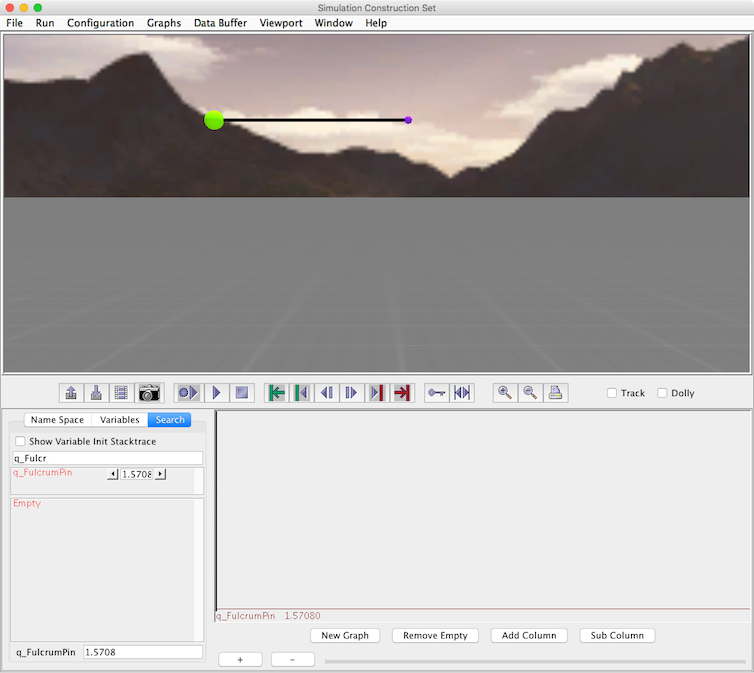 Simulation Construction Set
File Run Configuration Graphs Data Buffer Viewport Window Help
Track Dolly
Name Space Variables Search
Show Variable Init Stacktrace
q_Fulcr
q_FulcrumPin 1.5708
Empty
q_FulcrumPin 1.5708
q_FulcrumPin 1.57080
New Graph Remove Empty Add Column Sub Column
+ -